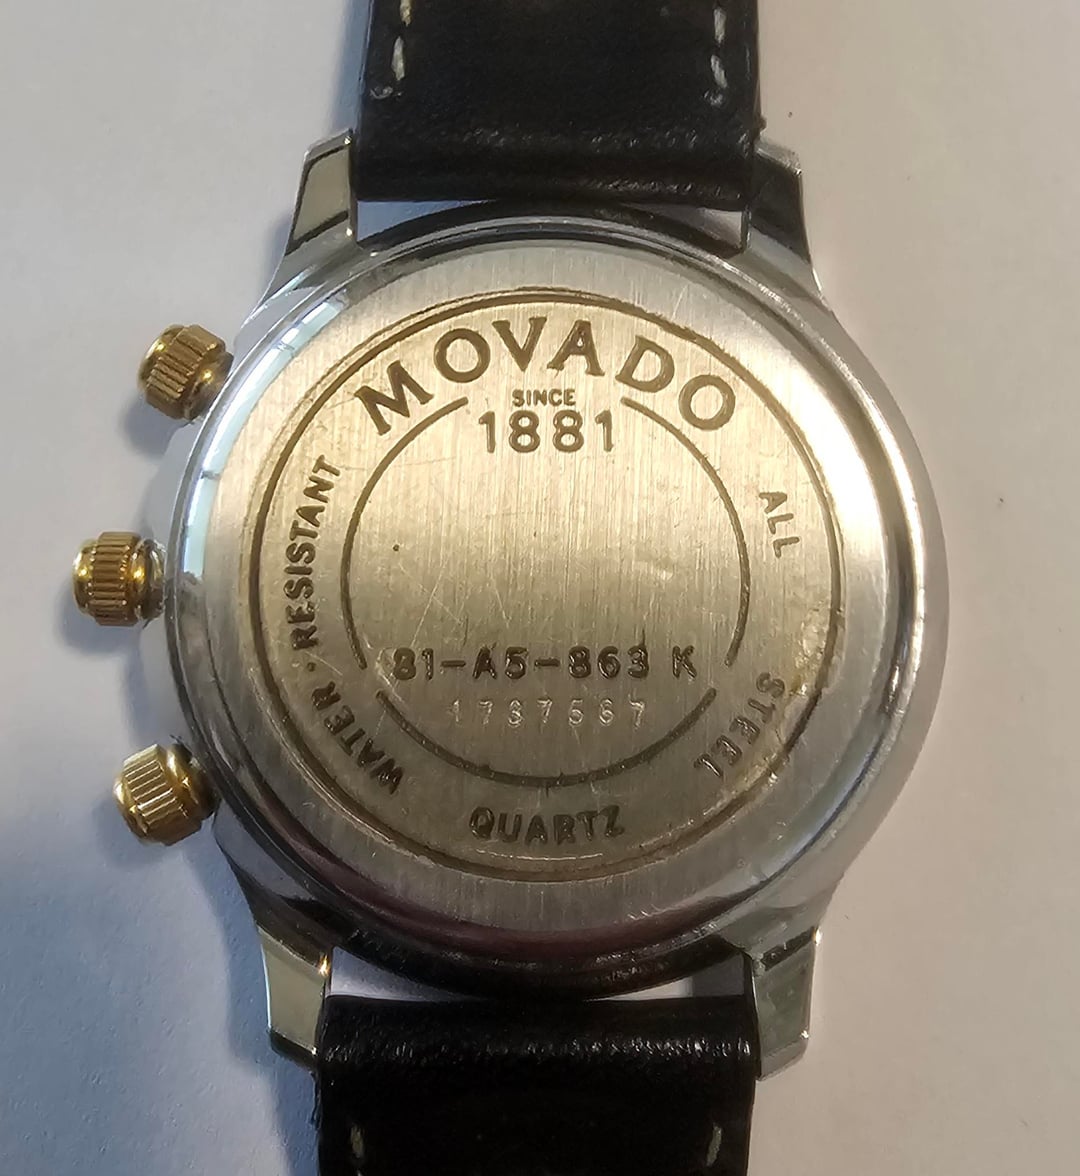 MOVADO
SINCE
1881
WATER · RESISTANT
ALL
STEEL
81-A5-863 K
1737567
QUARTZ